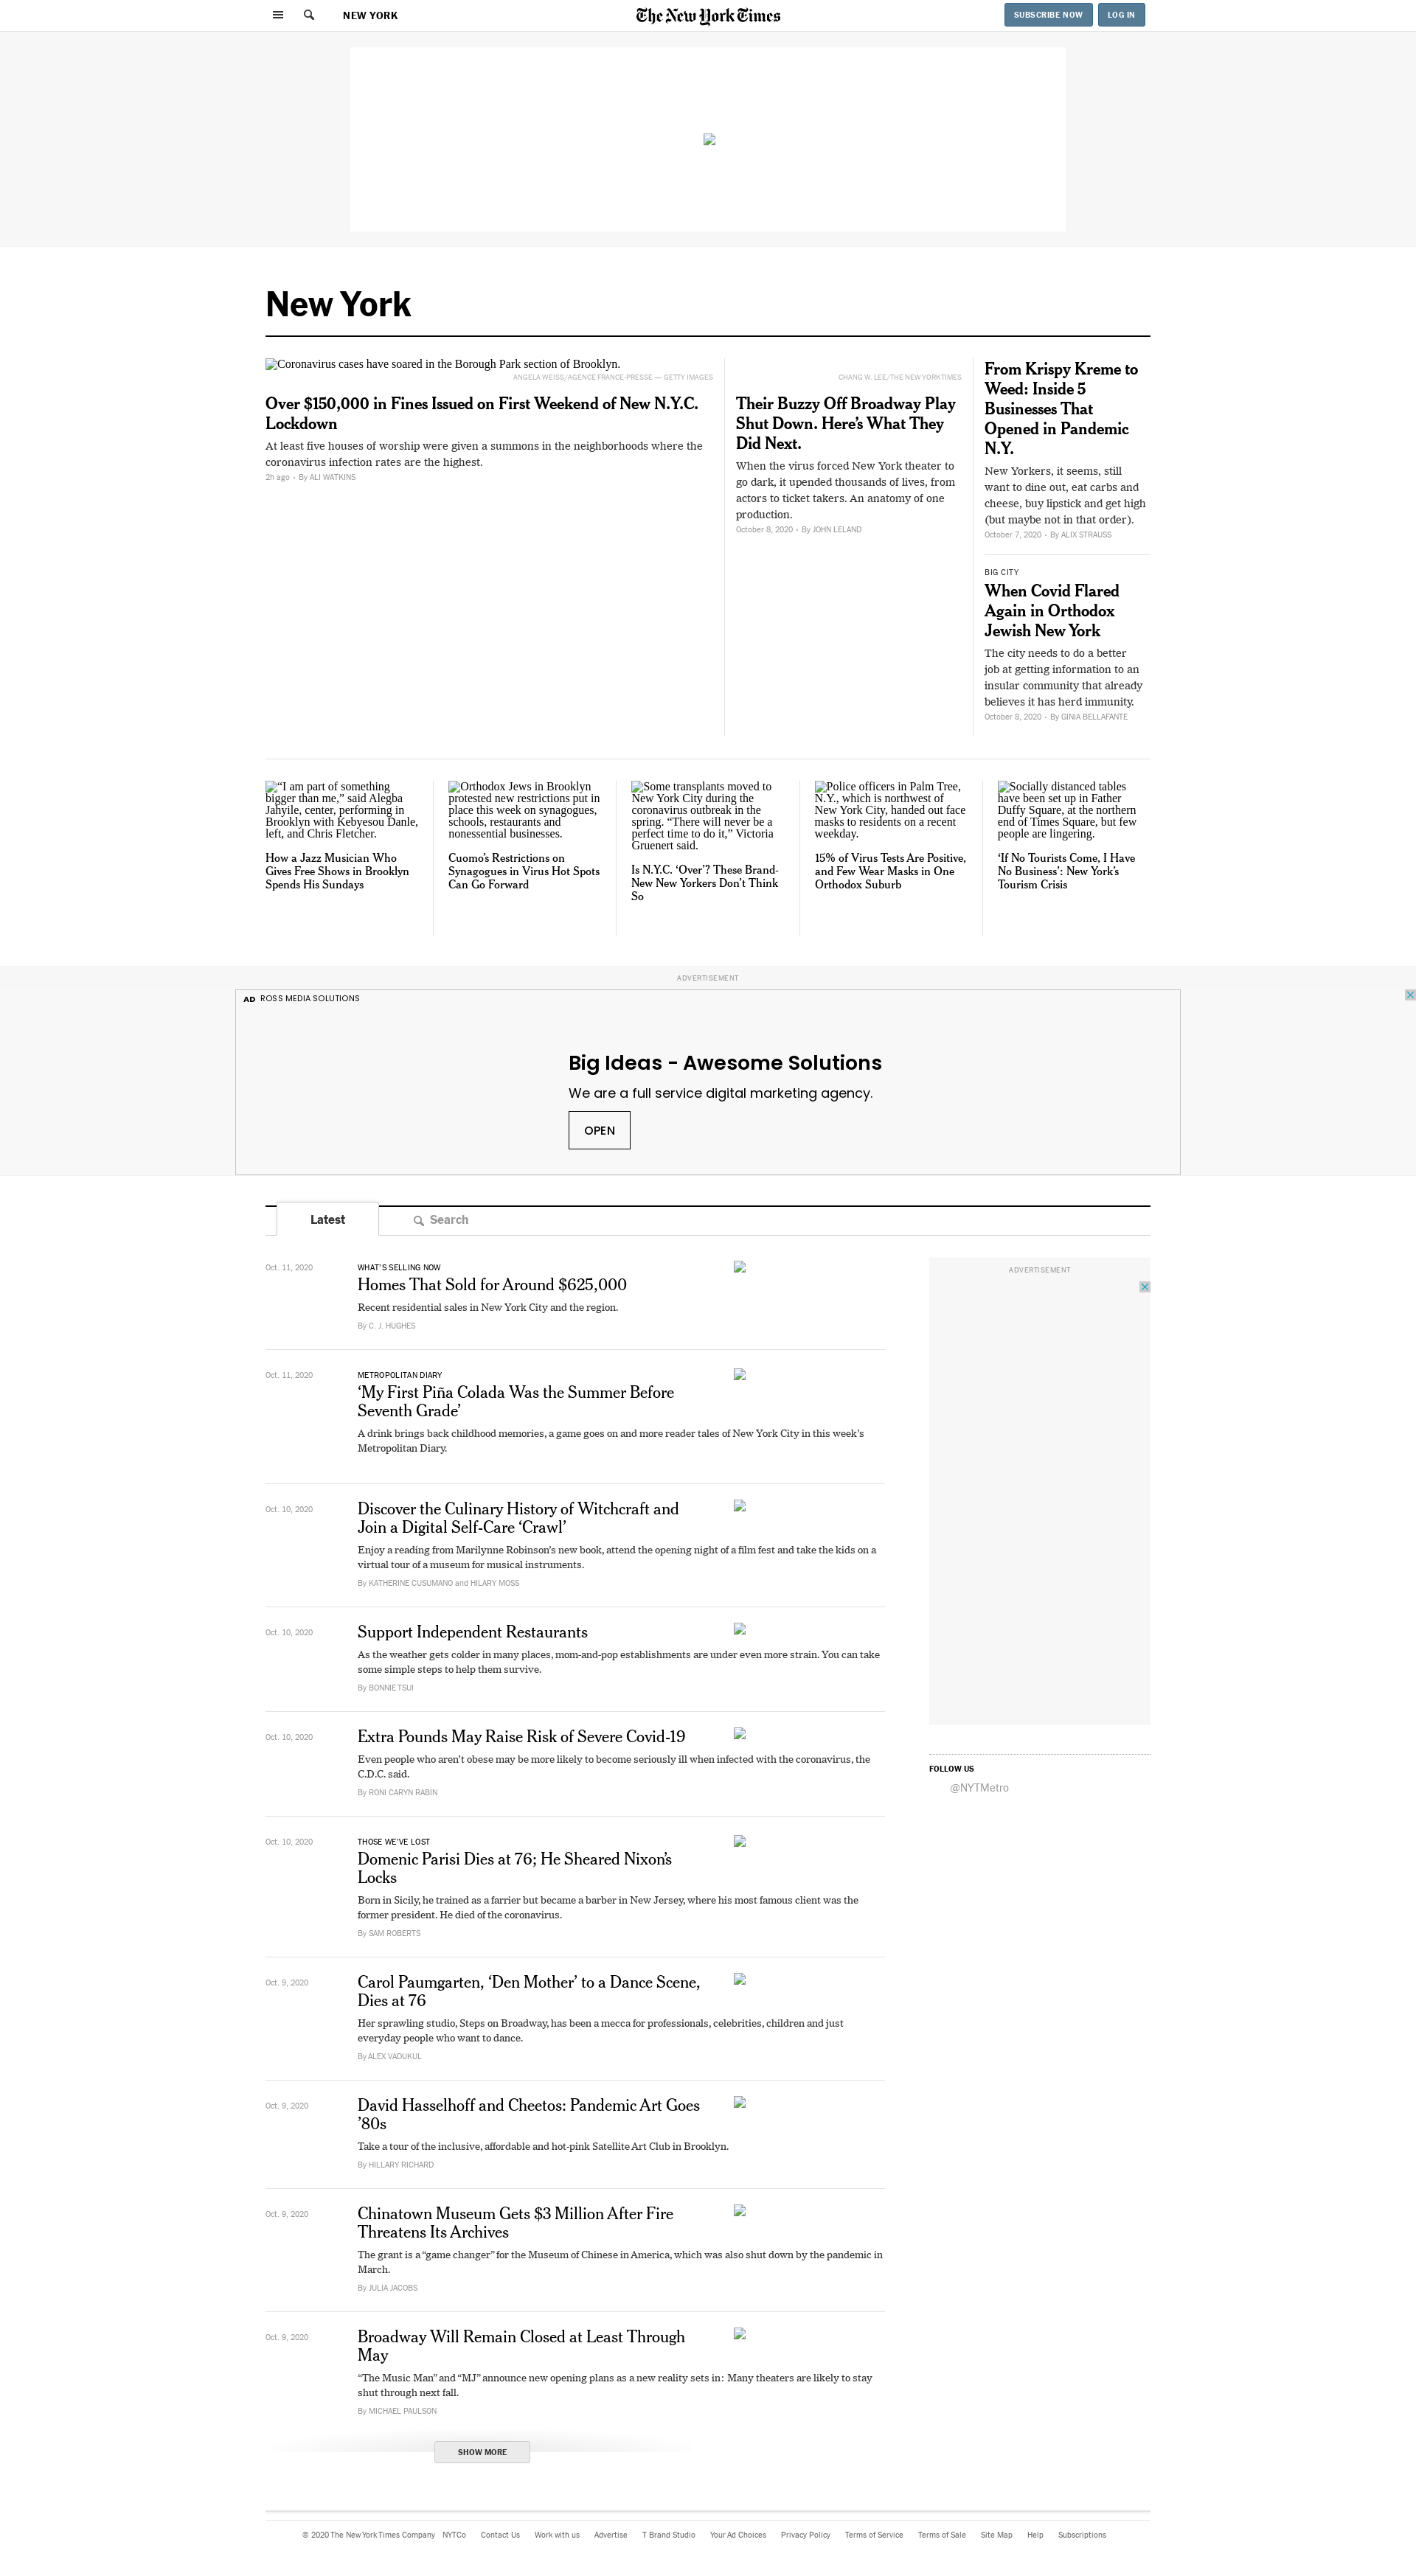 NEW YORK
The New York Times
SUBSCRIBE NOW
LOG IN
New York
Coronavirus cases have soared in the Borough Park section of Brooklyn.
ANGELA WEISS/AGENCE FRANCE-PRESSE — GETTY IMAGES
Over $150,000 in Fines Issued on First Weekend of New N.Y.C.
Lockdown
At least five houses of worship were given a summons in the neighborhoods where the
coronavirus infection rates are the highest.
2h ago • By ALI WATKINS
CHANG W. LEE/THE NEW YORK TIMES
Their Buzzy Off Broadway Play
Shut Down. Here’s What They
Did Next.
When the virus forced New York theater to
go dark, it upended thousands of lives, from
actors to ticket takers. An anatomy of one
production.
October 8, 2020 • By JOHN LELAND
From Krispy Kreme to
Weed: Inside 5
Businesses That
Opened in Pandemic
N.Y.
New Yorkers, it seems, still
want to dine out, eat carbs and
cheese, buy lipstick and get high
(but maybe not in that order).
October 7, 2020 • By ALIX STRAUSS
BIG CITY
When Covid Flared
Again in Orthodox
Jewish New York
The city needs to do a better
job at getting information to an
insular community that already
believes it has herd immunity.
October 8, 2020 • By GINIA BELLAFANTE
“I am part of something
bigger than me,” said Alegba
Jahyile, center, performing in
Brooklyn with Kebyesou Danle,
left, and Chris Fletcher.
How a Jazz Musician Who
Gives Free Shows in Brooklyn
Spends His Sundays
Orthodox Jews in Brooklyn
protested new restrictions put in
place this week on synagogues,
schools, restaurants and
nonessential businesses.
Cuomo’s Restrictions on
Synagogues in Virus Hot Spots
Can Go Forward
Some transplants moved to
New York City during the
coronavirus outbreak in the
spring. “There will never be a
perfect time to do it,” Victoria
Gruenert said.
Is N.Y.C. ‘Over’? These Brand-
New New Yorkers Don’t Think
So
Police officers in Palm Tree,
N.Y., which is northwest of
New York City, handed out face
masks to residents on a recent
weekday.
15% of Virus Tests Are Positive,
and Few Wear Masks in One
Orthodox Suburb
Socially distanced tables
have been set up in Father
Duffy Square, at the northern
end of Times Square, but few
people are lingering.
‘If No Tourists Come, I Have
No Business’: New York’s
Tourism Crisis
ADVERTISEMENT
AD ROSS MEDIA SOLUTIONS
Big Ideas - Awesome Solutions
We are a full service digital marketing agency.
OPEN
Latest
Search
Oct. 11, 2020
WHAT’S SELLING NOW
Homes That Sold for Around $625,000
Recent residential sales in New York City and the region.
By C. J. HUGHES
Oct. 11, 2020
METROPOLITAN DIARY
‘My First Piña Colada Was the Summer Before
Seventh Grade’
A drink brings back childhood memories, a game goes on and more reader tales of New York City in this week’s
Metropolitan Diary.
Oct. 10, 2020
Discover the Culinary History of Witchcraft and
Join a Digital Self-Care ‘Crawl’
Enjoy a reading from Marilynne Robinson’s new book, attend the opening night of a film fest and take the kids on a
virtual tour of a museum for musical instruments.
By KATHERINE CUSUMANO and HILARY MOSS
Oct. 10, 2020
Support Independent Restaurants
As the weather gets colder in many places, mom-and-pop establishments are under even more strain. You can take
some simple steps to help them survive.
By BONNIE TSUI
Oct. 10, 2020
Extra Pounds May Raise Risk of Severe Covid-19
Even people who aren’t obese may be more likely to become seriously ill when infected with the coronavirus, the
C.D.C. said.
By RONI CARYN RABIN
Oct. 10, 2020
THOSE WE’VE LOST
Domenic Parisi Dies at 76; He Sheared Nixon’s
Locks
Born in Sicily, he trained as a farrier but became a barber in New Jersey, where his most famous client was the
former president. He died of the coronavirus.
By SAM ROBERTS
Oct. 9, 2020
Carol Paumgarten, ‘Den Mother’ to a Dance Scene,
Dies at 76
Her sprawling studio, Steps on Broadway, has been a mecca for professionals, celebrities, children and just
everyday people who want to dance.
By ALEX VADUKUL
Oct. 9, 2020
David Hasselhoff and Cheetos: Pandemic Art Goes
’80s
Take a tour of the inclusive, affordable and hot-pink Satellite Art Club in Brooklyn.
By HILLARY RICHARD
Oct. 9, 2020
Chinatown Museum Gets $3 Million After Fire
Threatens Its Archives
The grant is a “game changer” for the Museum of Chinese in America, which was also shut down by the pandemic in
March.
By JULIA JACOBS
Oct. 9, 2020
Broadway Will Remain Closed at Least Through
May
“The Music Man” and “MJ” announce new opening plans as a new reality sets in: Many theaters are likely to stay
shut through next fall.
By MICHAEL PAULSON
SHOW MORE
ADVERTISEMENT
FOLLOW US
@NYTMetro
© 2020 The New York Times Company NYTCo Contact Us Work with us Advertise T Brand Studio Your Ad Choices Privacy Policy Terms of Service Terms of Sale Site Map Help Subscriptions